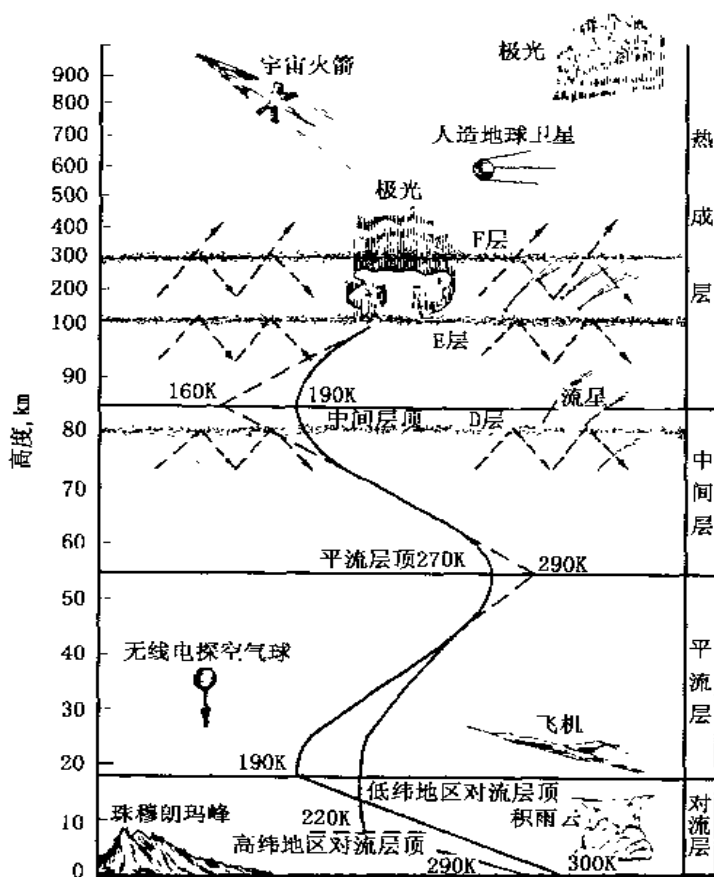 极光
宇宙火箭
900
800
700
人造地球卫星
热
600
500
极光
成
400
F层
300
层
200
100
E层
90
160K
190K
流星
中间层顶
D层
80
高度, km
中间层
70
60
平流层顶270K
290K
50
40
无线电探空气球
平流层
30
飞机
20
190K
低纬地区对流层顶
对流层
珠穆朗玛峰
220K
积雨云
10
高纬地区对流层顶
290K
300K
0